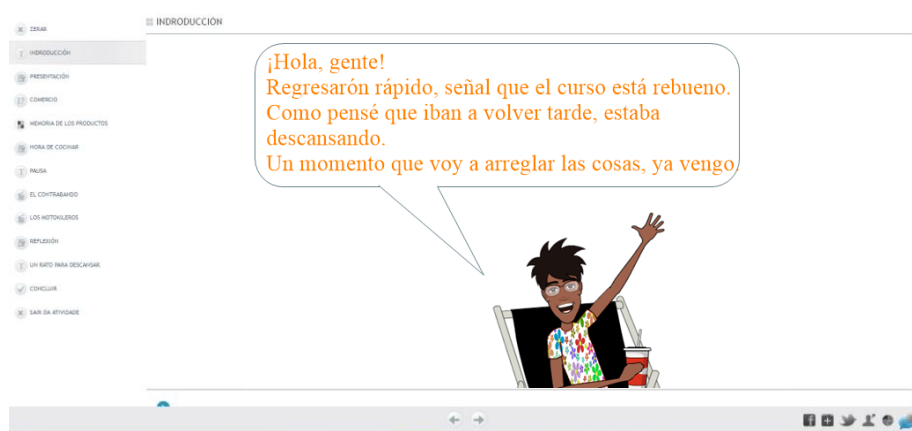 ZERAR
INDRODUCCIÓN
PRESENTACIÓN
COMERCIO
MEMORIA DE LOS PRODUCTOS
HORA DE COCINAR
PAUSA
EL CONTRABANDO
LOS MOTOKILEROS
REFLEXIÓN
UN RATO PARA DESCANSAR.
CONCLUIR
SAIR DA ATIVIDADE
INDRODUCCIÓN
¡Hola, gente!
Regresarón rápido, señal que el curso está rebueno.
Como pensé que iban a volver tarde, estaba
descansando.
Un momento que voy a arreglar las cosas, ya vengo.